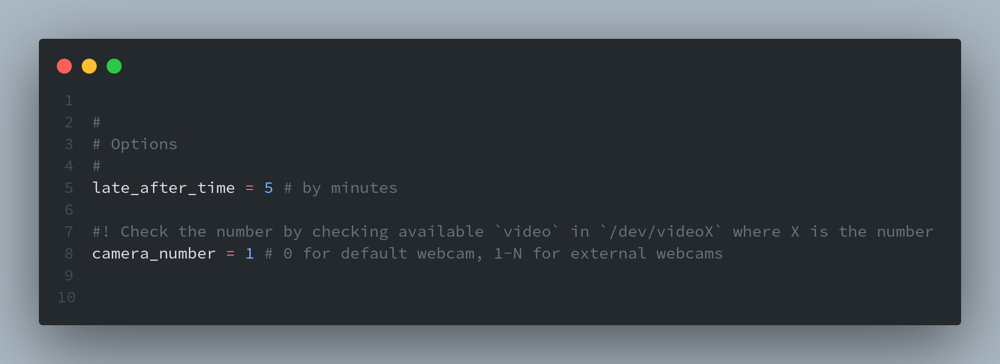 1
2 #
3 # Options
4 #
5 late_after_time = 5 # by minutes
6
7 #! Check the number by checking available `video` in `/dev/videoX` where X is the number
8 camera_number = 1 # 0 for default webcam, 1-N for external webcams
9
10